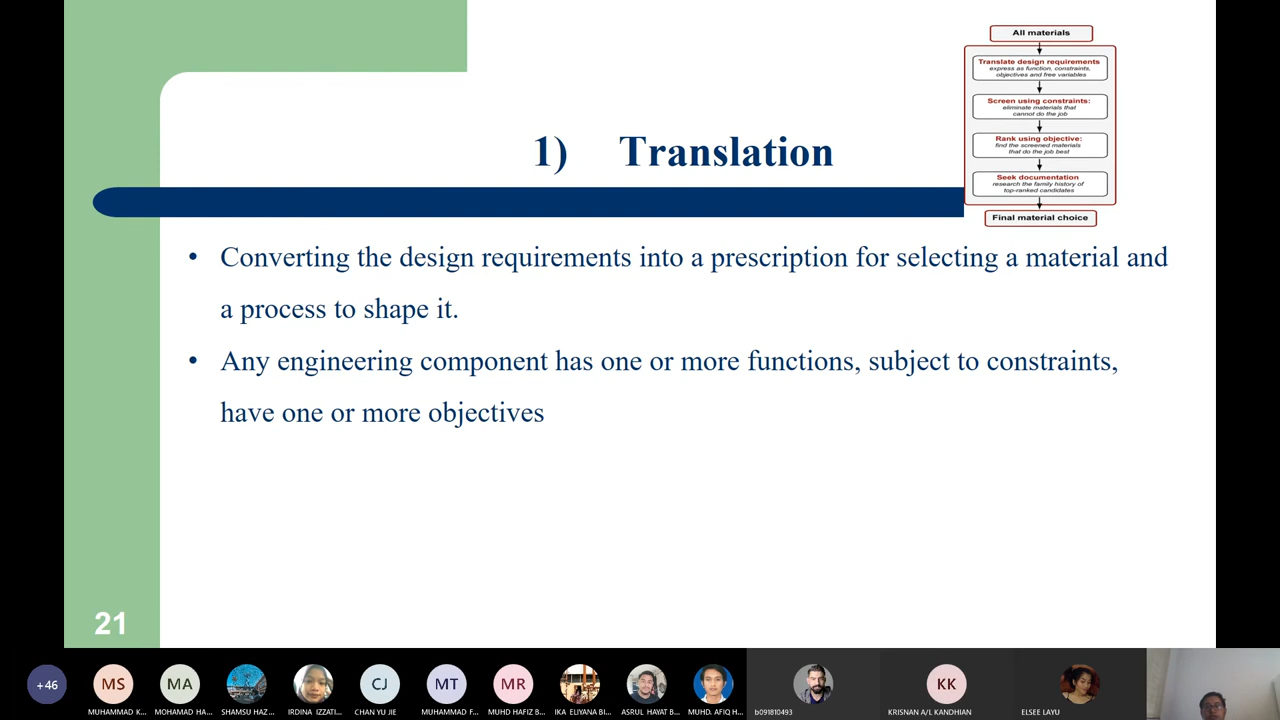 All materials
Translate design requirements
express as function, constraints,
objectives and free variables
Screen using constraints:
eliminate materials that
cannot do the job
Rank using objective:
find the screened materials
that do the job best
Seek documentation
research the family history of
top-ranked candidates
Final material choice
1) Translation
• Converting the design requirements into a prescription for selecting a material and
a process to shape it.
• Any engineering component has one or more functions, subject to constraints,
have one or more objectives
21
+46
MS
MA
CJ
MT
MR
KK
MUHAMMAD K...
MOHAMAD HA...
SHAMSU HAZ...
IRDINA IZZATI...
CHAN YU JIE
MUHAMMAD F...
MUHD HAFIZ B...
IKA ELIYANA BI...
ASRUL HAYAT B...
MUHD. AFIQ H...
b091810493
KRISNAN A/L KANDHIAN
ELSEE LAYU